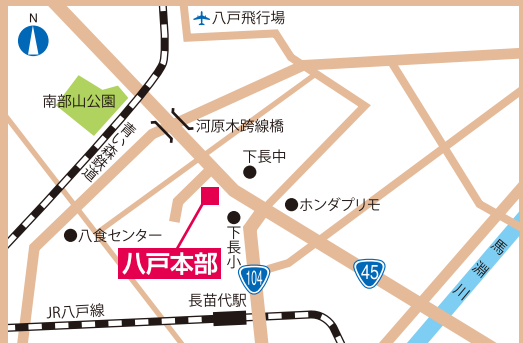 N
八戸飛行場
南部山公園
河原木跨線橋
青い森鉄道
下長中
ホンダプリモ
八食センター
下長小
八戸本部
104
45
馬淵川
長苗代駅
JR八戸線